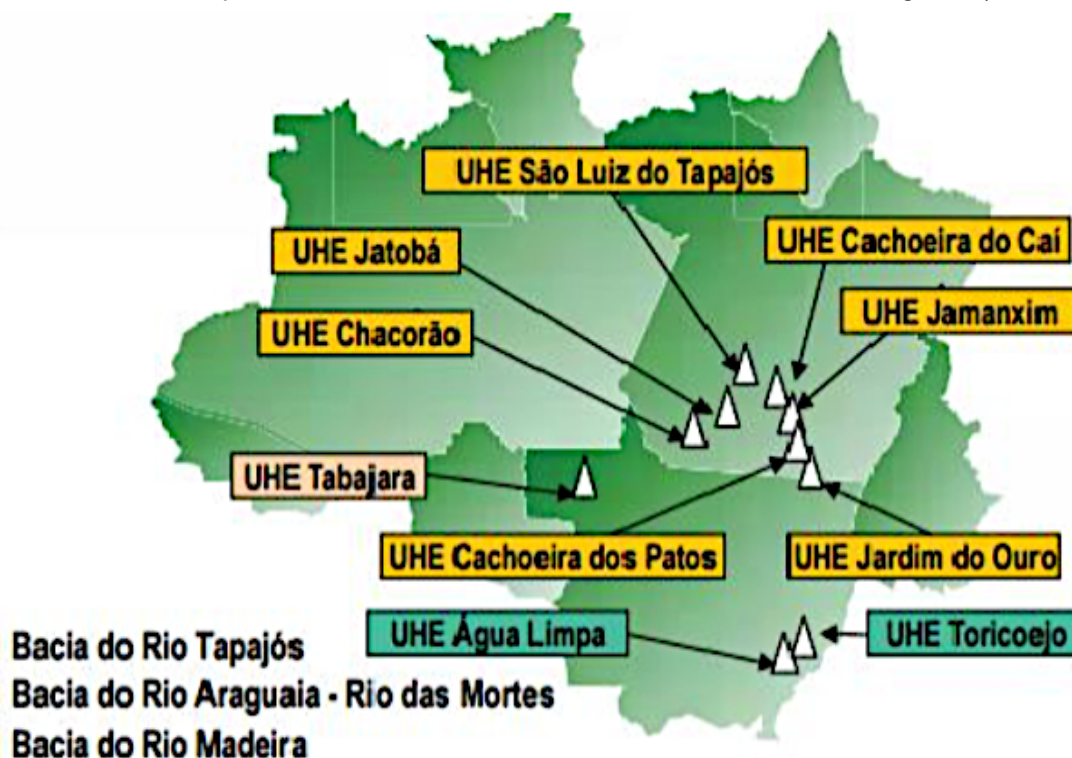 UHE São Luiz do Tapajós
UHE Cachoeira do Caí
UHE Jatobá
UHE Jamanxim
UHE Chacorão
UHE Tabajara
UHE Cachoeira dos Patos
UHE Jardim do Ouro
UHE Água Limpa
UHE Toricoejo
Bacia do Rio Tapajós
Bacia do Rio Araguaia - Rio das Mortes
Bacia do Rio Madeira